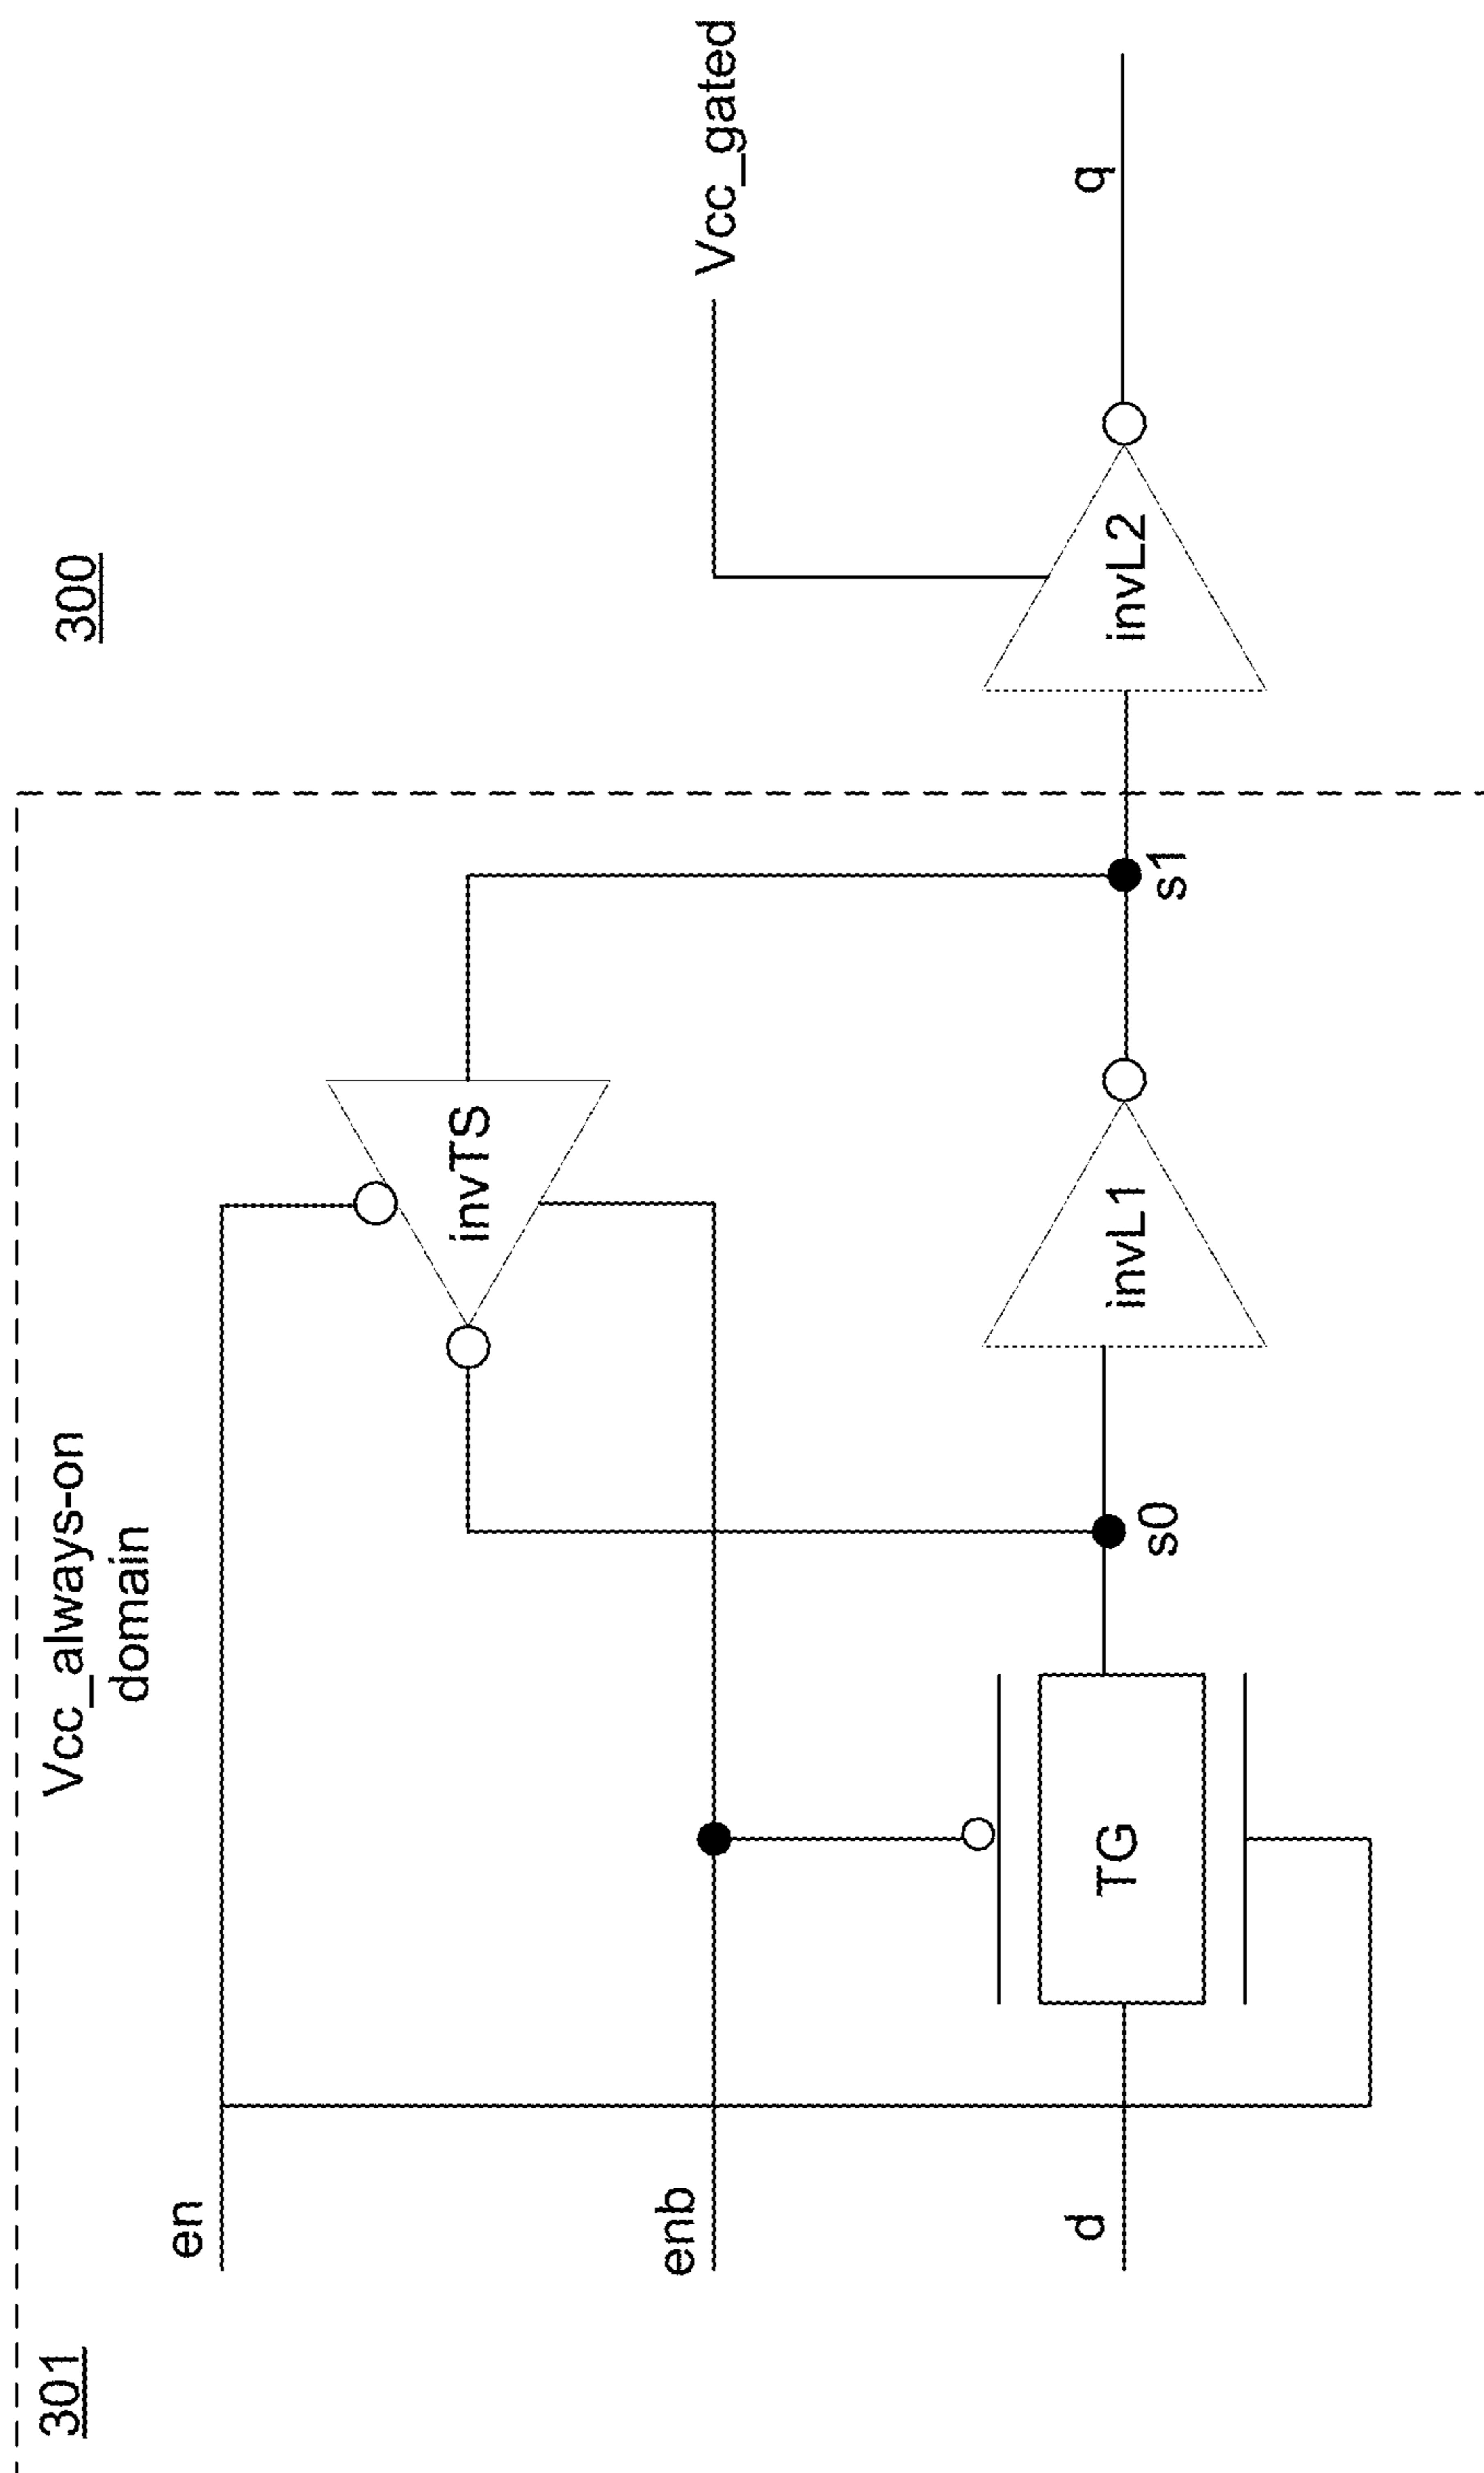 300
301
Vcc_always-on
domain
en
enb
d
TG
s0
invTS
invL1
s1
invL2
Vcc_gated
q